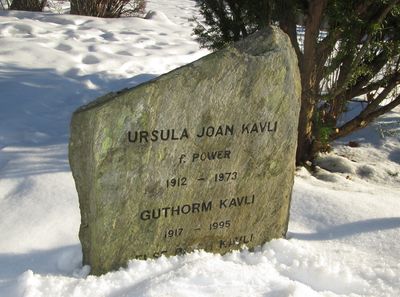 URSULA JOAN KAVLI
F. POWER
1912 - 1973
GUTHORM KAVLI
1917 - 1995
KAVLI